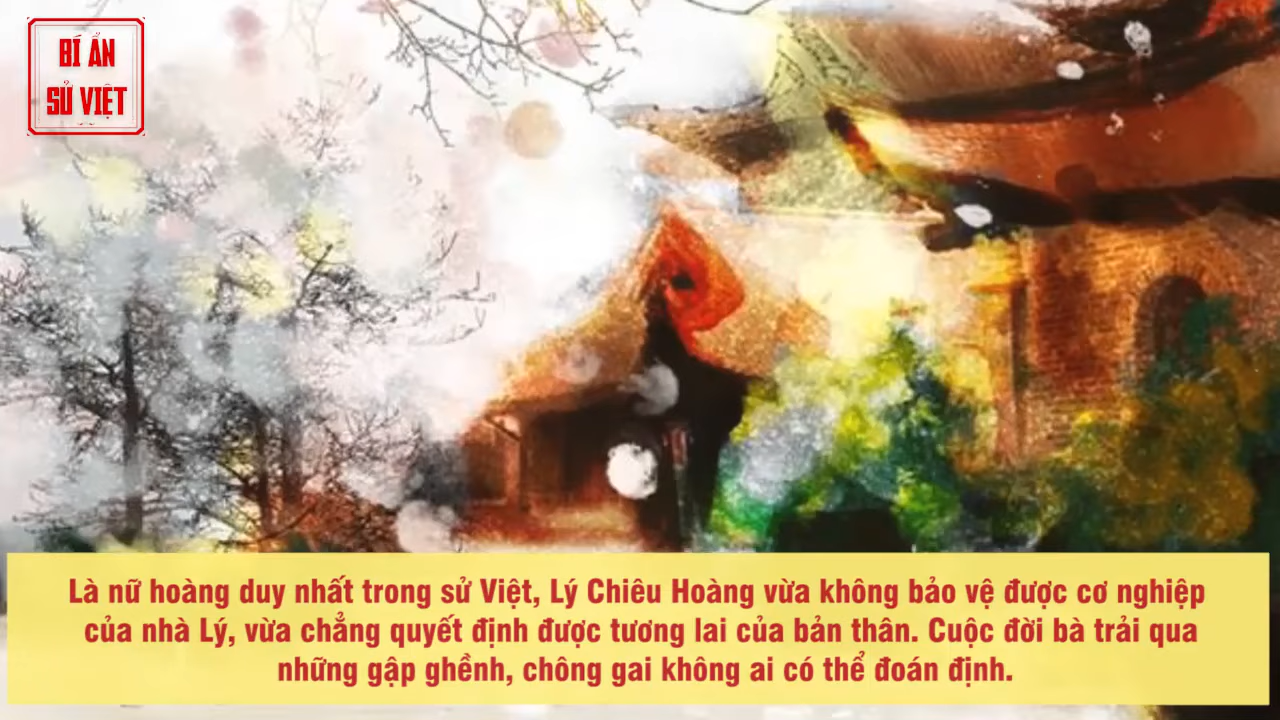 BÍ ẨN
SỬ VIỆT
Là nữ hoàng duy nhất trong sử Việt, Lý Chiêu Hoàng vừa không bảo vệ được cơ nghiệp
của nhà Lý, vừa chẳng quyết định được tương lai của bản thân. Cuộc đời bà trải qua
những gập ghềnh, chông gai không ai có thể đoán định.